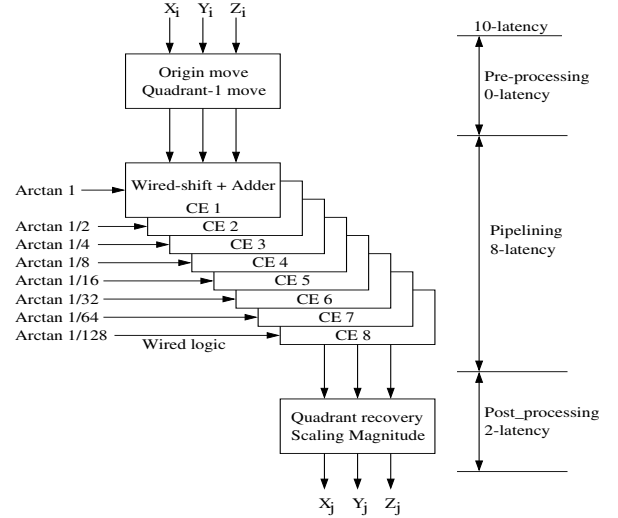 Xi Yi Zi
10-latency
Origin move
Quadrant-1 move
Pre-processing
0-latency
Arctan 1
Wired-shift + Adder
CE 1
Arctan 1/2
CE 2
Arctan 1/4
CE 3
Arctan 1/8
CE 4
Arctan 1/16
CE 5
Arctan 1/32
CE 6
Arctan 1/64
CE 7
Arctan 1/128
CE 8
Wired logic
Pipelining
8-latency
Quadrant recovery
Scaling Magnitude
Post_processing
2-latency
Xj Yj Zj